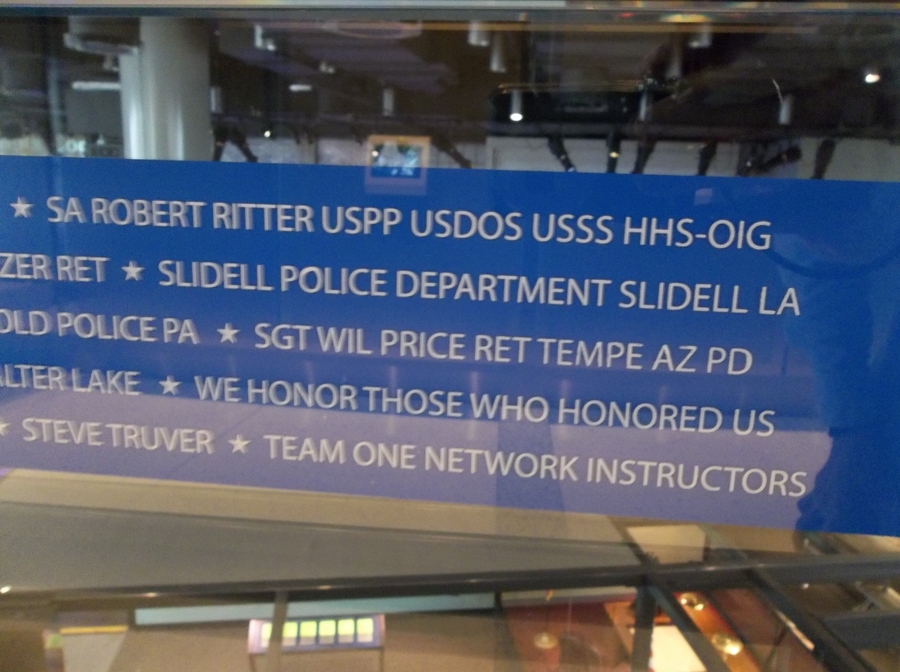 ★ SA ROBERT RITTER USPP USDOS USSS HHS-OIG
ZER RET ★ SLIDELL POLICE DEPARTMENT SLIDELL LA
OLD POLICE PA ★ SGT WIL PRICE RET TEMPE AZ PD
ALTER LAKE ★ WE HONOR THOSE WHO HONORED US
★ STEVE TRUVER ★ TEAM ONE NETWORK INSTRUCTORS